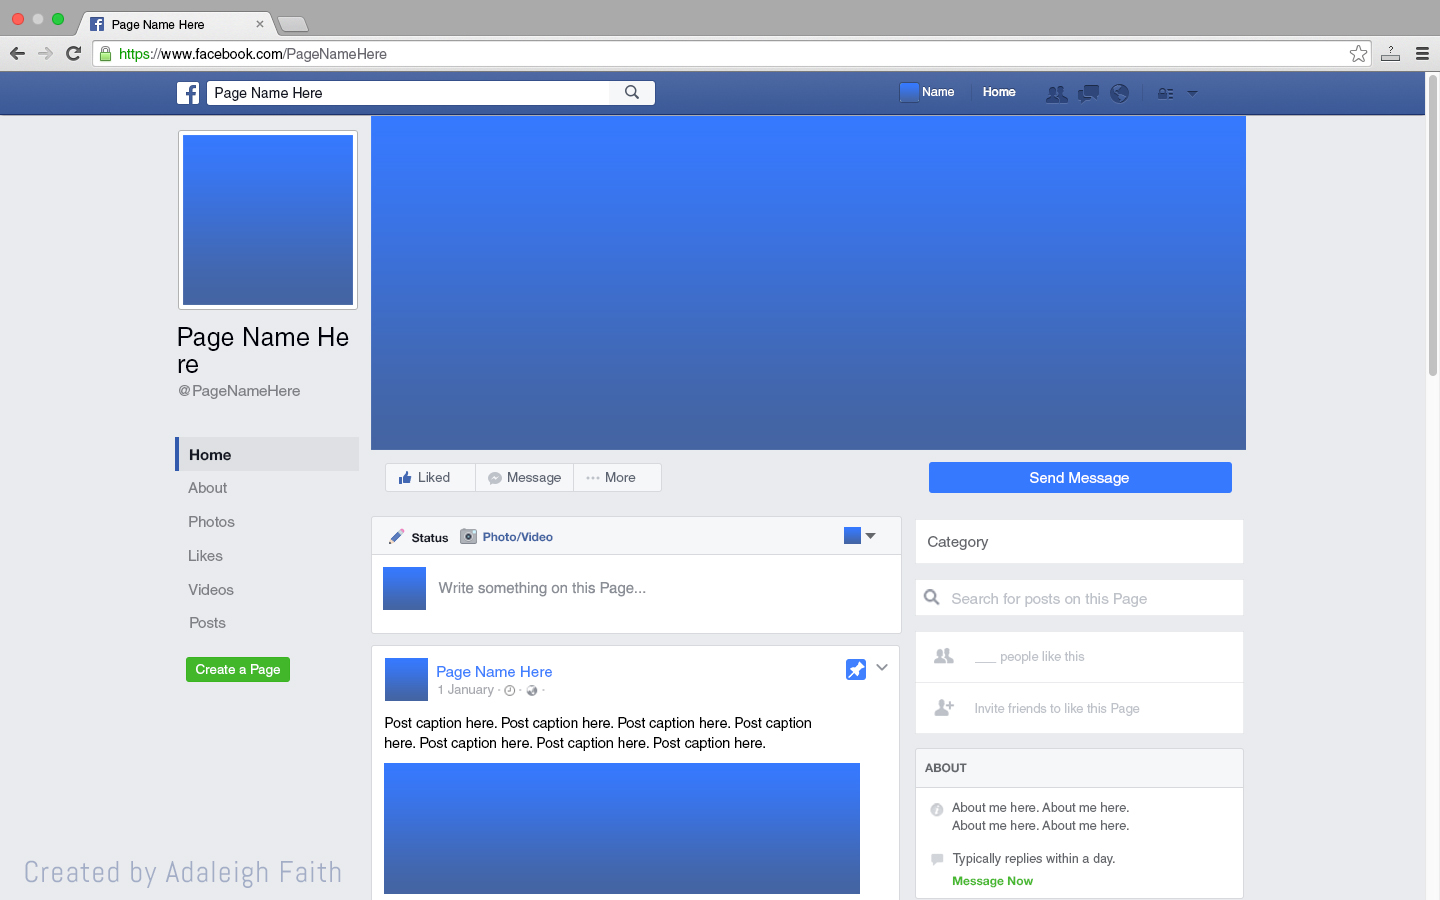 Page Name Here
https://www.facebook.com/PageNameHere
Page Name Here
Name
Home
Page Name He
re
@PageNameHere
Home
About
Photos
Likes
Videos
Posts
Create a Page
Liked
Message
More
Send Message
Status
Photo/Video
Write something on this Page...
Page Name Here
1 January
Post caption here. Post caption here. Post caption here. Post caption
here. Post caption here. Post caption here. Post caption here.
Category
Search for posts on this Page
___ people like this
Invite friends to like this Page
ABOUT
About me here. About me here.
About me here. About me here.
Typically replies within a day.
Message Now
Created by Adaleigh Faith